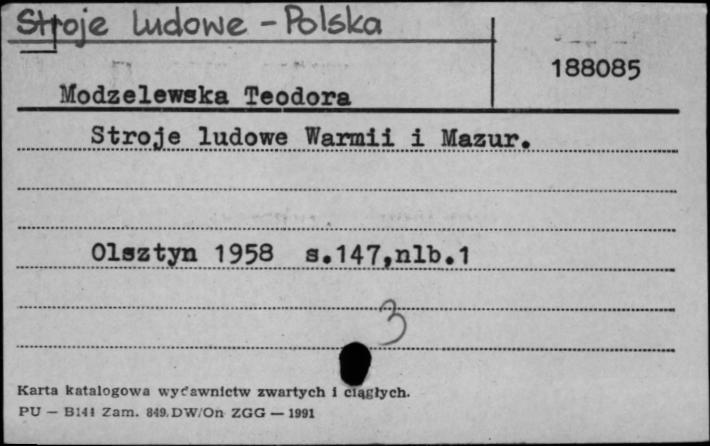 Stroje ludowe - Polska
188085
Modzelewska Teodora
Stroje ludowe Warmii i Mazur.
Olsztyn 1958 s.147,nlb.1
3
Karta katalogowa wydawnictw zwartych i ciągłych.
PU — B141 Zam. 849.DW/On ZGG — 1991